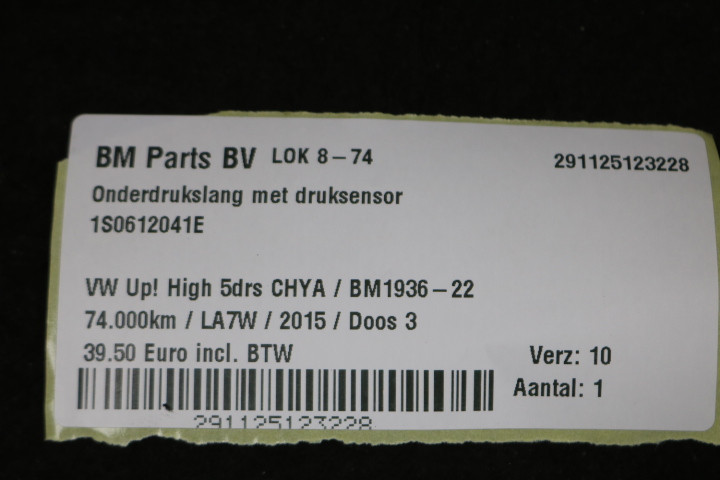 BM Parts BV LOK 8-74 291125123228
Onderdrukslang met druksensor
1S0612041E
VW Up! High 5drs CHYA / BM1936-22
74.000km / LA7W / 2015 / Doos 3
39.50 Euro incl. BTW Verz: 10
Aantal: 1
291125123228